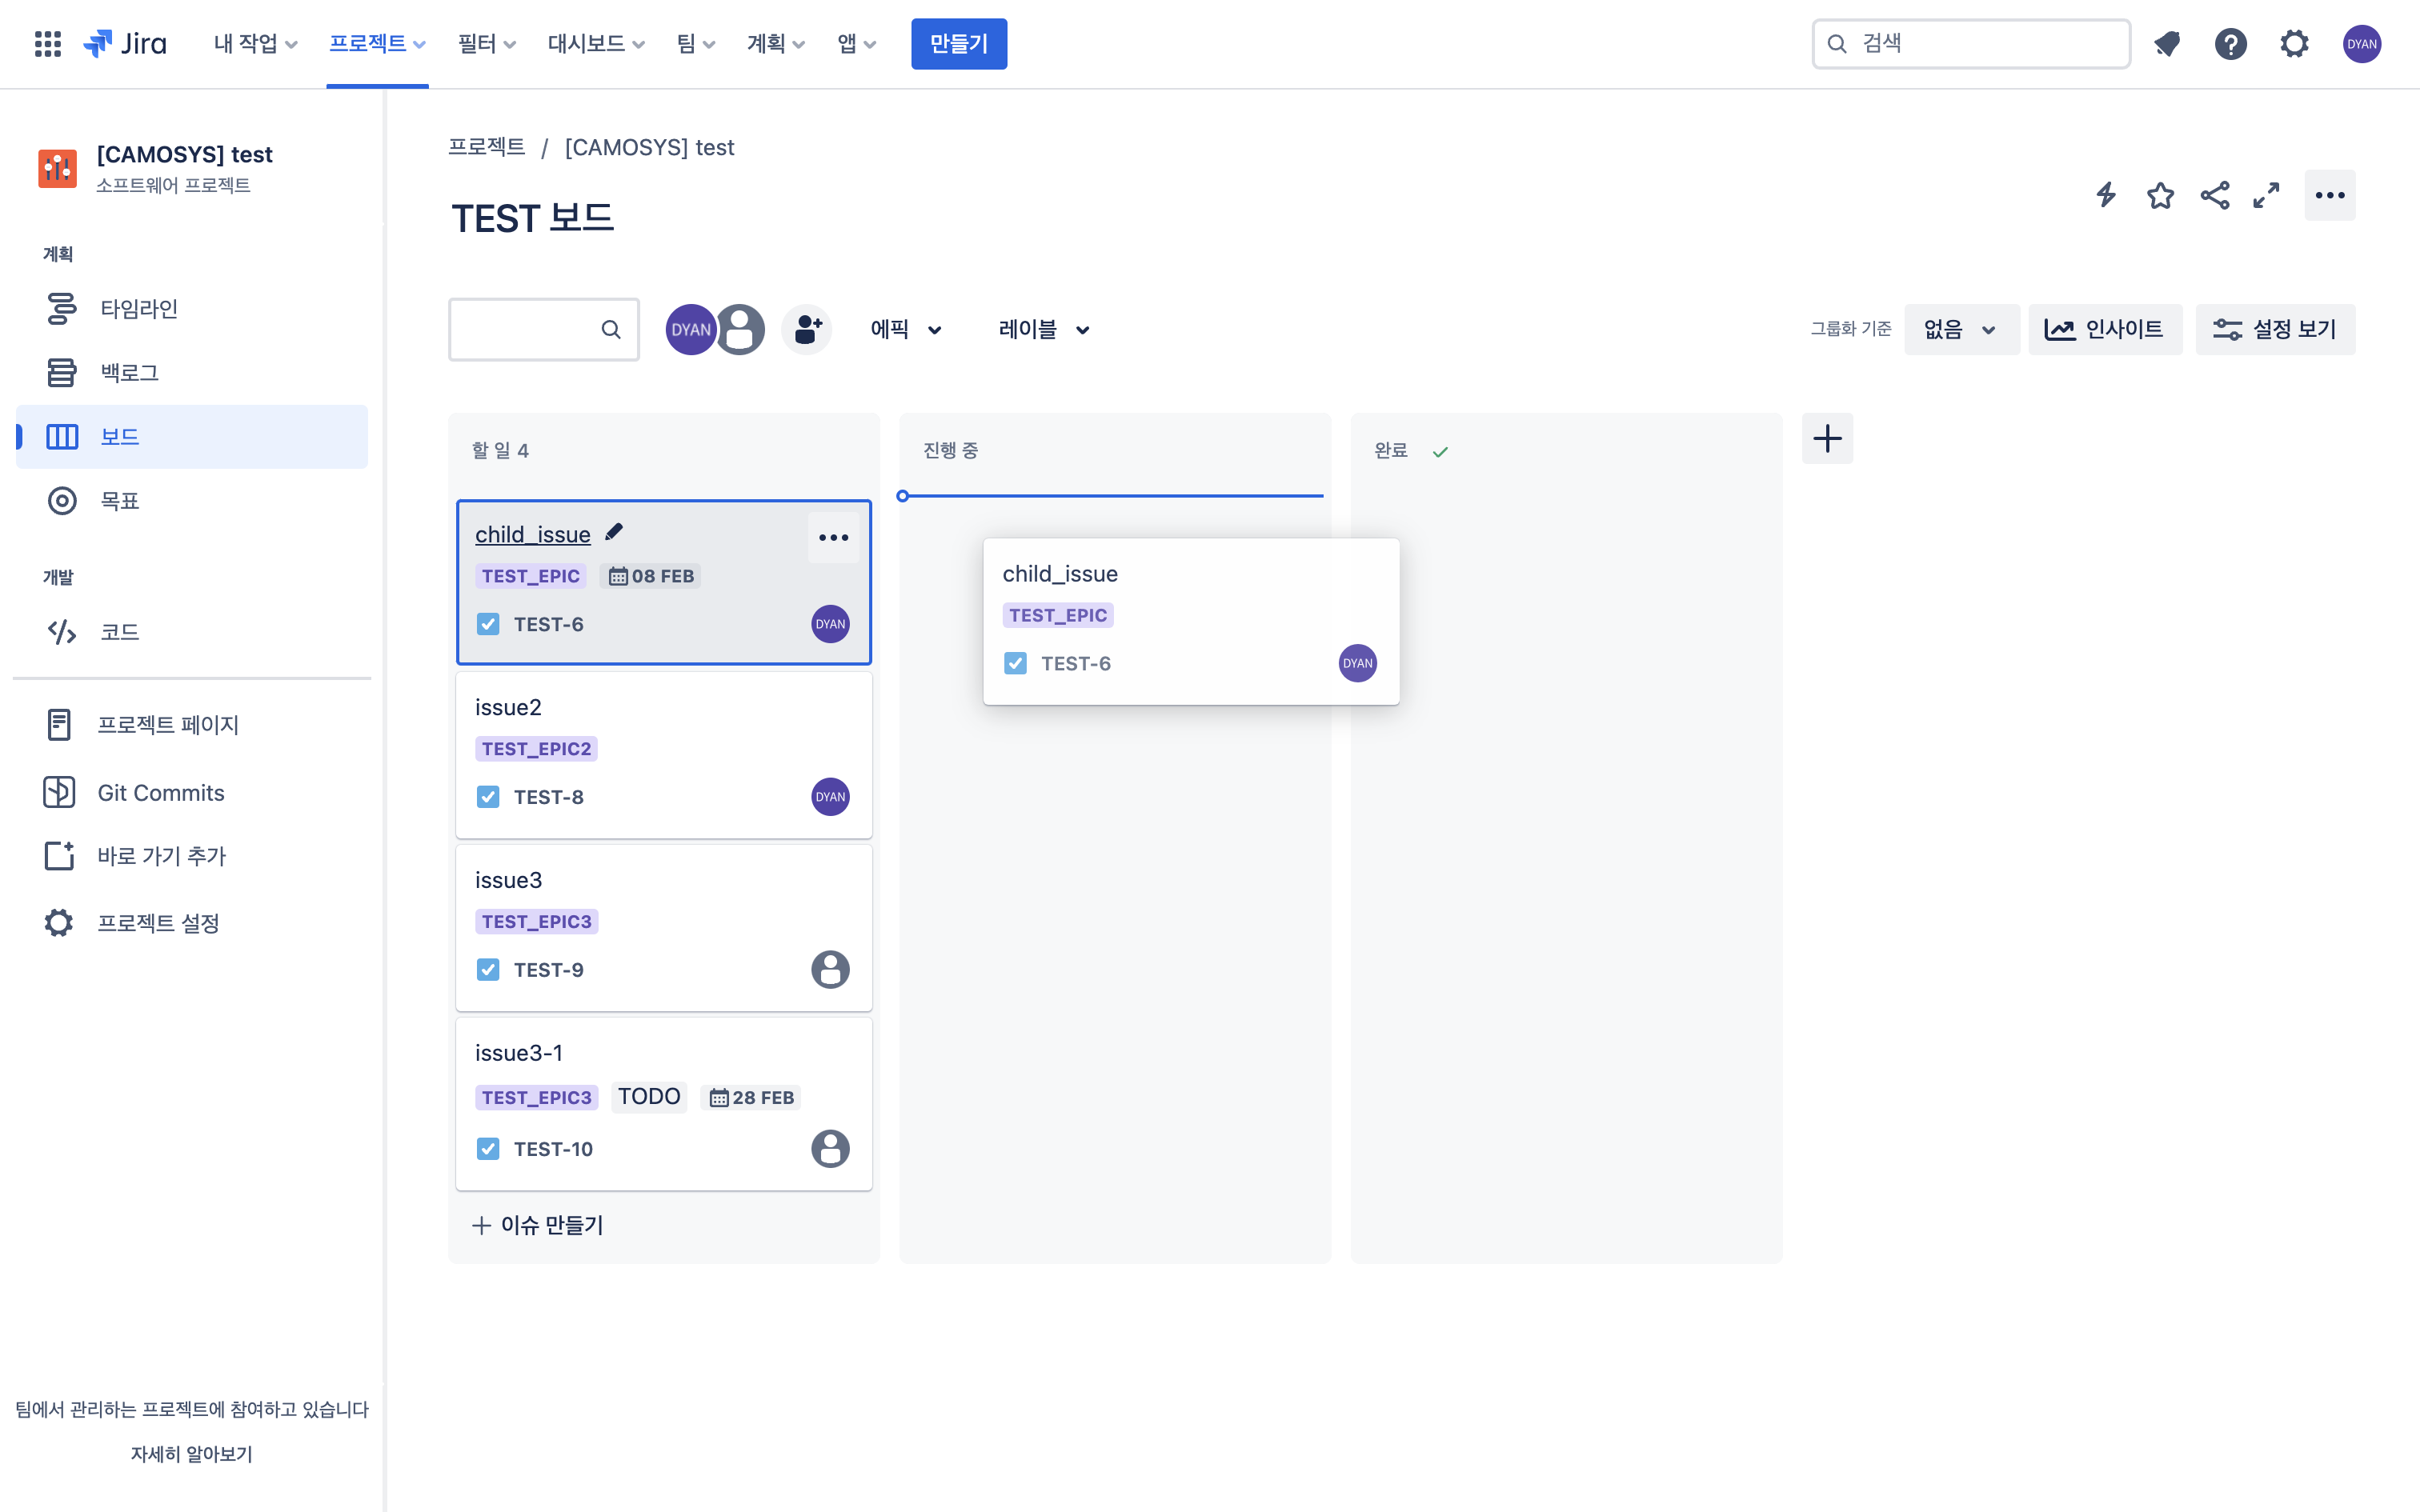 Jira 내 작업 프로젝트 필터 대시보드 팀 계획 앱 만들기 검색 DYAN
[CAMOSYS] test
소프트웨어 프로젝트
계획
타임라인
백로그
보드
목표
개발
코드
프로젝트 페이지
Git Commits
바로 가기 추가
프로젝트 설정
팀에서 관리하는 프로젝트에 참여하고 있습니다
자세히 알아보기
프로젝트 / [CAMOSYS] test
TEST 보드
DYAN 에픽 레이블 그룹화 기준 없음 인사이트 설정 보기
할 일 4
child_issue
TEST_EPIC 08 FEB
TEST-6 DYAN
issue2
TEST_EPIC2
TEST-8 DYAN
issue3
TEST_EPIC3
TEST-9
issue3-1
TEST_EPIC3 TODO 28 FEB
TEST-10
이슈 만들기
진행 중
child_issue
TEST_EPIC
TEST-6 DYAN
완료